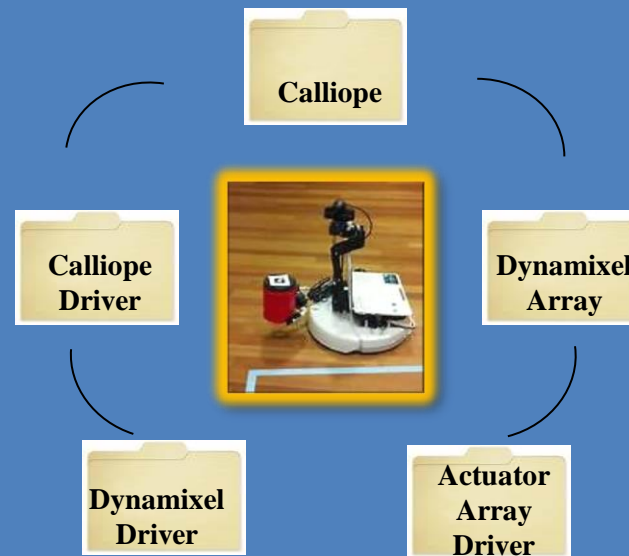 Calliope
Calliope
Driver
Dynamixel
Array
Dynamixel
Driver
Actuator
Array
Driver